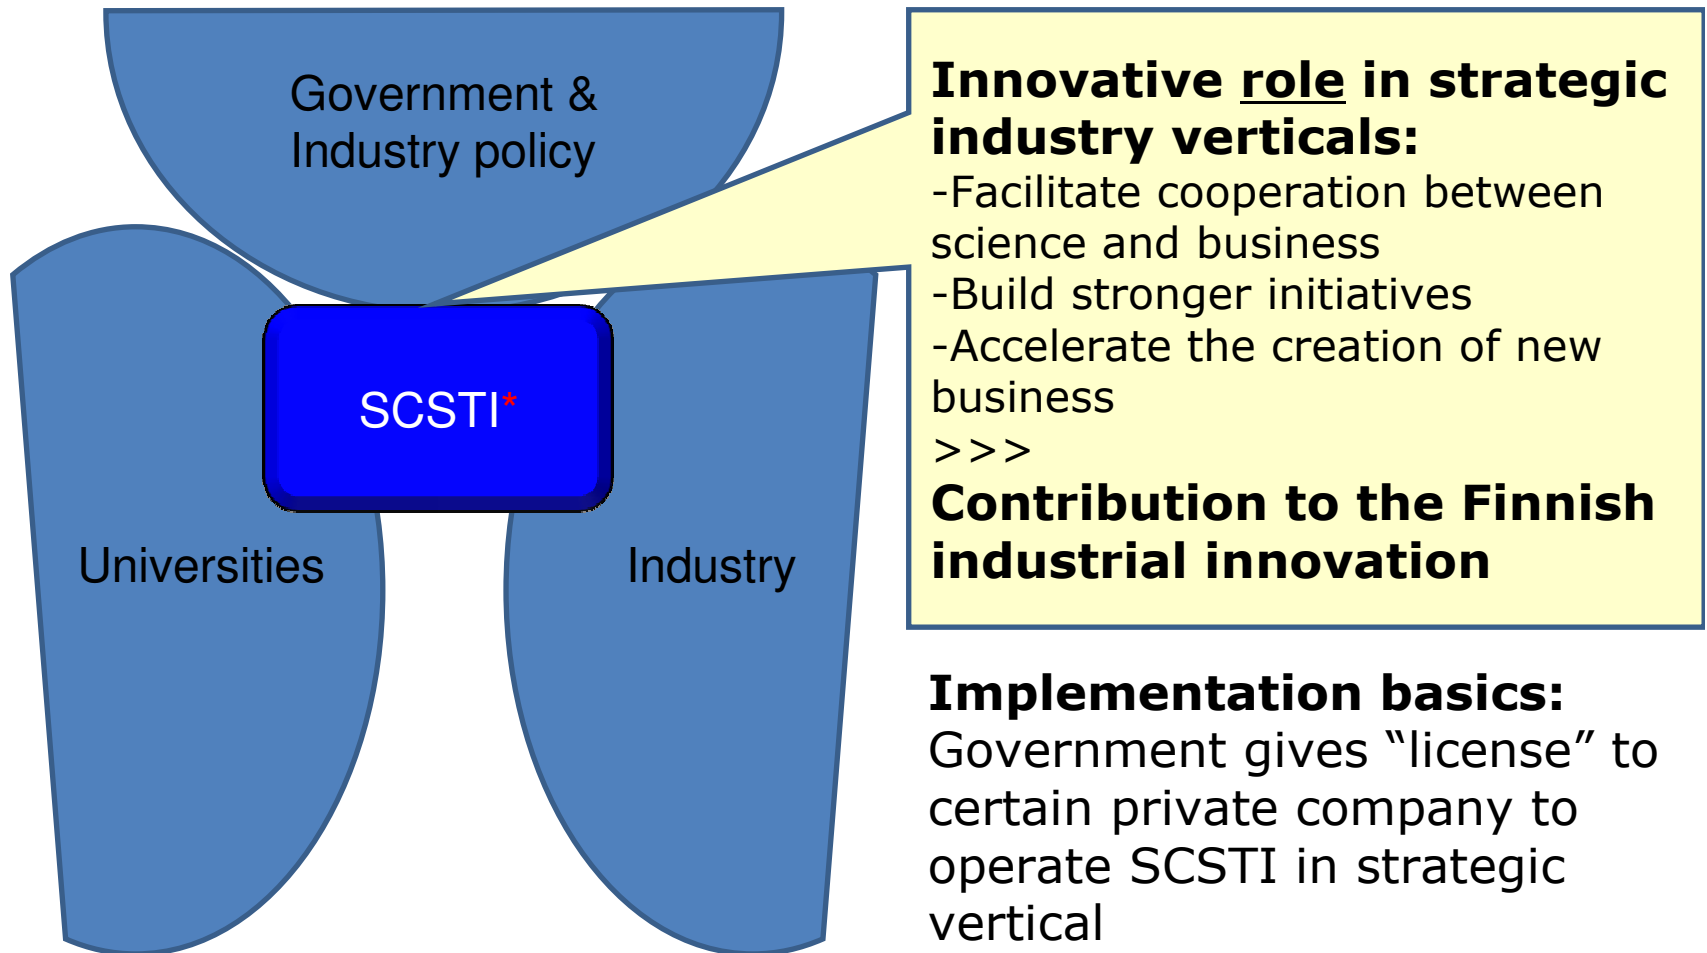 Government &
Industry policy
SCSTI*
Universities
Industry
Innovative role in strategic
industry verticals:
-Facilitate cooperation between
science and business
-Build stronger initiatives
-Accelerate the creation of new
business
>>>
Contribution to the Finnish
industrial innovation
Implementation basics:
Government gives “license” to
certain private company to
operate SCSTI in strategic
vertical